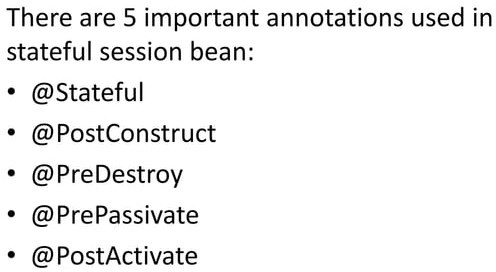 There are 5 important annotations used in
stateful session bean:
• @Stateful
• @PostConstruct
• @PreDestroy
• @PrePassivate
• @PostActivate